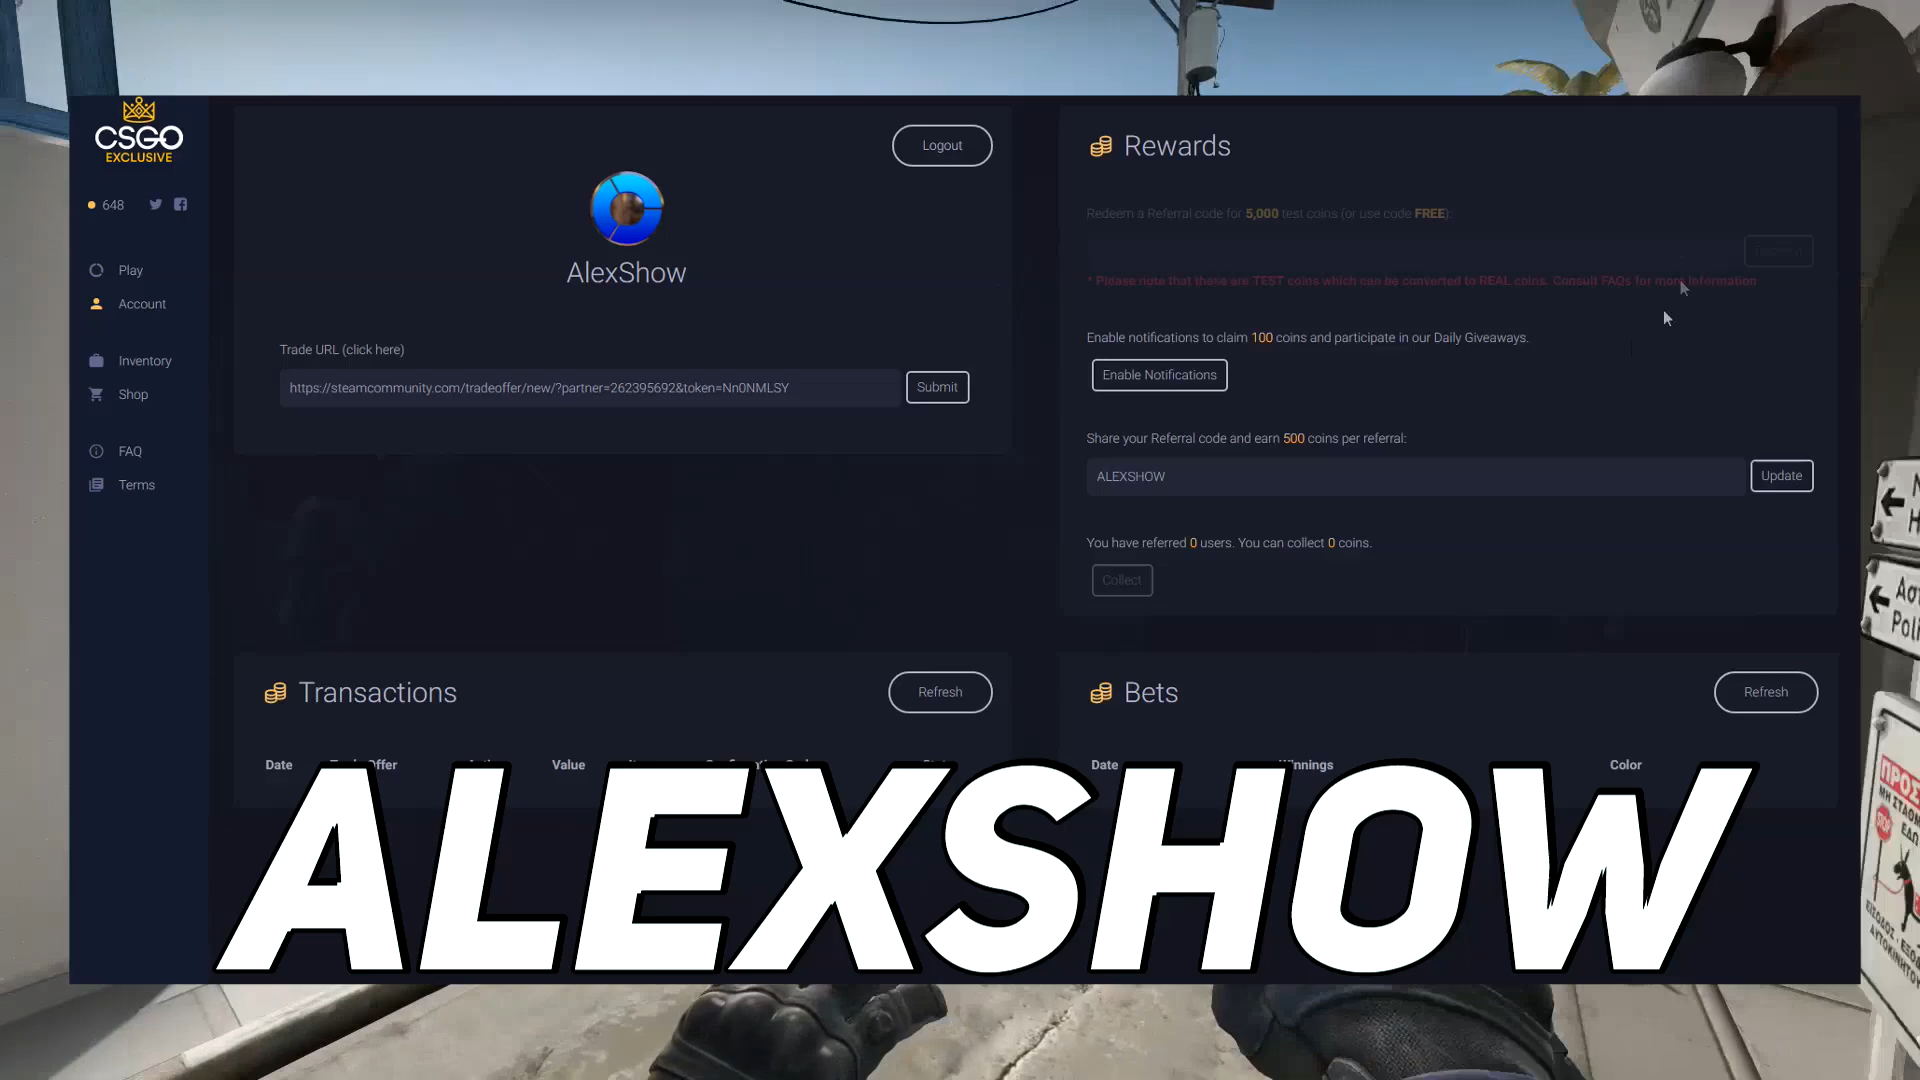 CSGO
EXCLUSIVE
648
Play
Account
Inventory
Shop
FAQ
Terms
Logout
AlexShow
Trade URL (click here)
https://steamcommunity.com/tradeoffer/new/?partner=262395692&token=Nn0NMLSY
Submit
Rewards
Redeem a Referral code for 5,000 test coins (or use code FREE):
* Please note that these are TEST coins which can be converted to REAL coins. Consult FAQs for more information
Enable notifications to claim 100 coins and participate in our Daily Giveaways.
Enable Notifications
Share your Referral code and earn 500 coins per referral:
ALEXSHOW
Update
You have referred 0 users. You can collect 0 coins.
Collect
Transactions
Refresh
Date
Value
Bets
Refresh
Date
Winnings
Color
ALEXSHOW
STOP